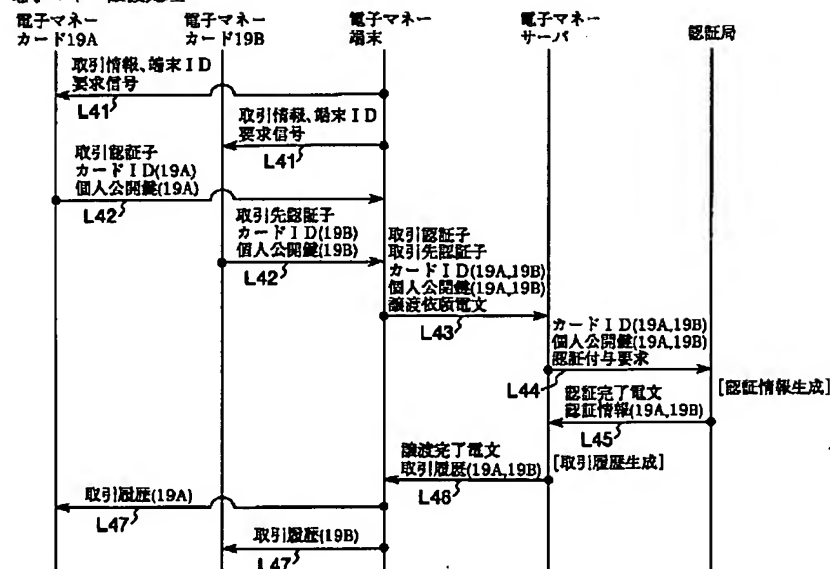 電子マネー
カード19A
電子マネー
カード19B
電子マネー
端末
電子マネー
サーバ
認証局
取引情報、端末ID
要求信号
L41
取引情報、端末ID
要求信号
L41
取引認証子
カードID(19A)
個人公開鍵(19A)
L42
取引先認証子
カードID(19B)
個人公開鍵(19B)
L42
取引認証子
取引先認証子
カードID(19A,19B)
個人公開鍵(19A,19B)
譲渡依頼電文
L43
カードID(19A,19B)
個人公開鍵(19A,19B)
認証付与要求
L44
[認証情報生成]
認証完了電文
認証情報(19A,19B)
L45
譲渡完了電文
取引履歴(19A,19B)
L46
[取引履歴生成]
取引履歴(19A)
L47
取引履歴(19B)
L47